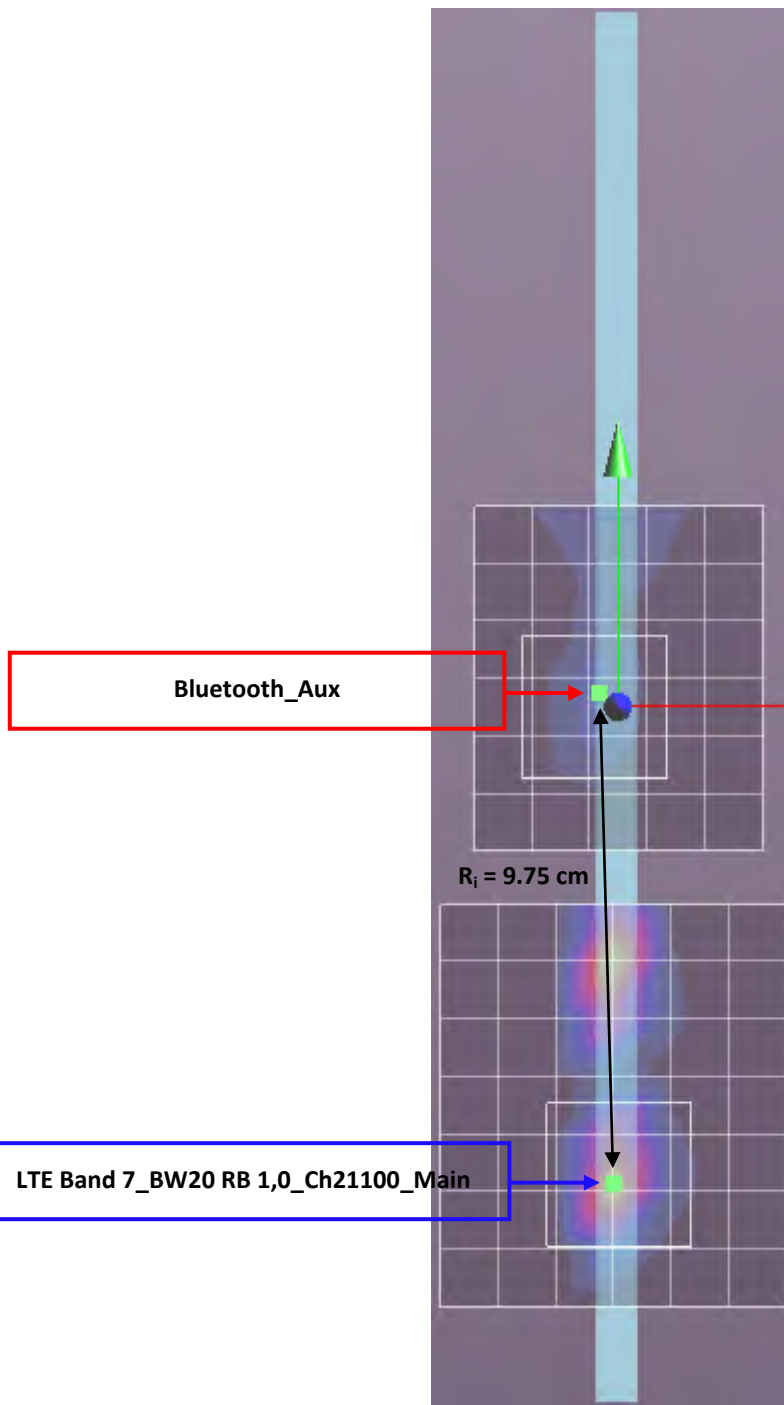 Bluetooth_Aux
Rᵢ = 9.75 cm
LTE Band 7_BW20 RB 1,0_Ch21100_Main